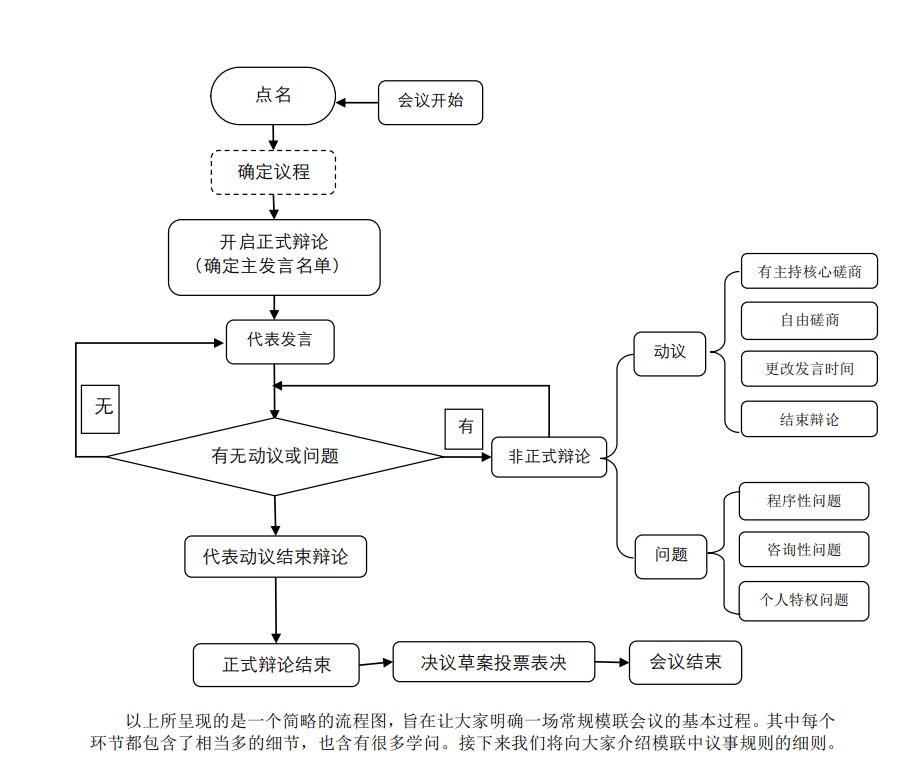 点名
会议开始
确定议程
开启正式辩论
（确定主发言名单）
代表发言
无
有无动议或问题
有
非正式辩论
动议
有主持核心磋商
自由磋商
更改发言时间
结束辩论
问题
程序性问题
咨询性问题
个人特权问题
代表动议结束辩论
正式辩论结束
决议草案投票表决
会议结束
以上所呈现的是一个简略的流程图，旨在让大家明确一场常规模联会议的基本过程。其中每个
环节都包含了相当多的细节，也含有很多学问。接下来我们将向大家介绍模联中议事规则的细则。